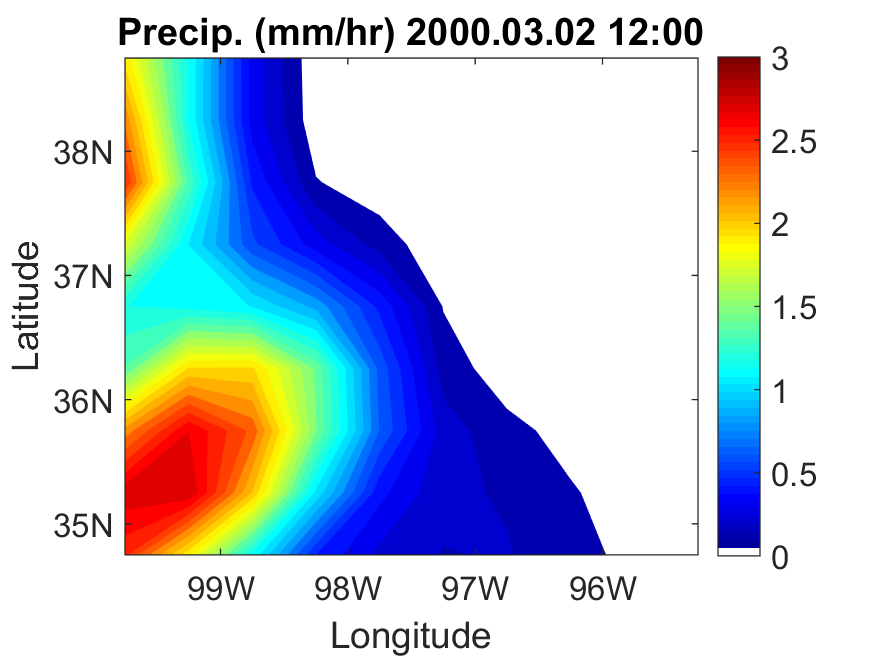 Precip. (mm/hr) 2000.03.02 12:00
38N
37N
36N
35N
Latitude
99W
98W
97W
96W
Longitude
3
2.5
2
1.5
1
0.5
0